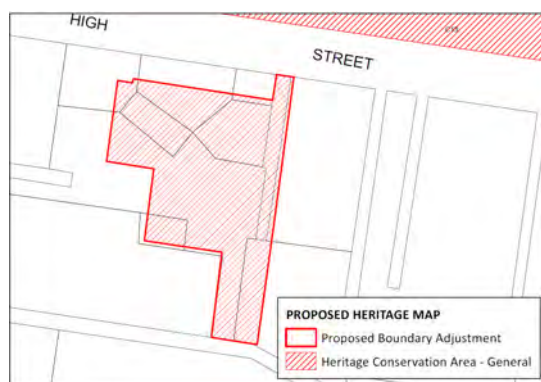 HIGH
STREET
PROPOSED HERITAGE MAP
Proposed Boundary Adjustment
Heritage Conservation Area - General